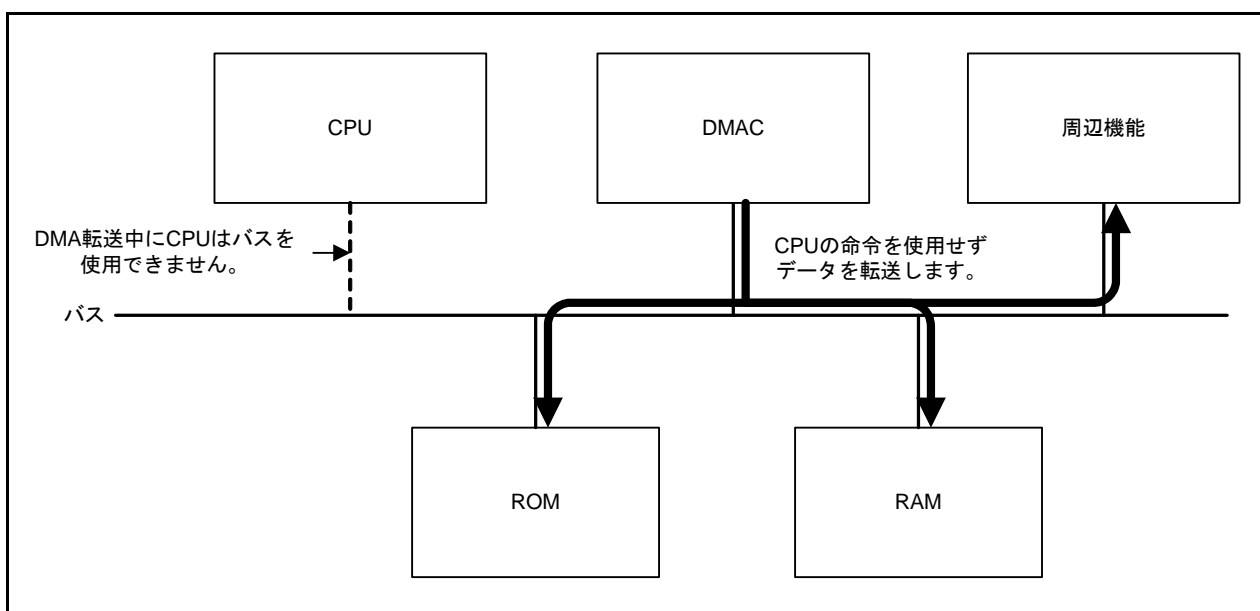 CPU
DMAC
周辺機能
DMA転送中にCPUはバスを
使用できません。
CPUの命令を使用せず
データを転送します。
バス
ROM
RAM